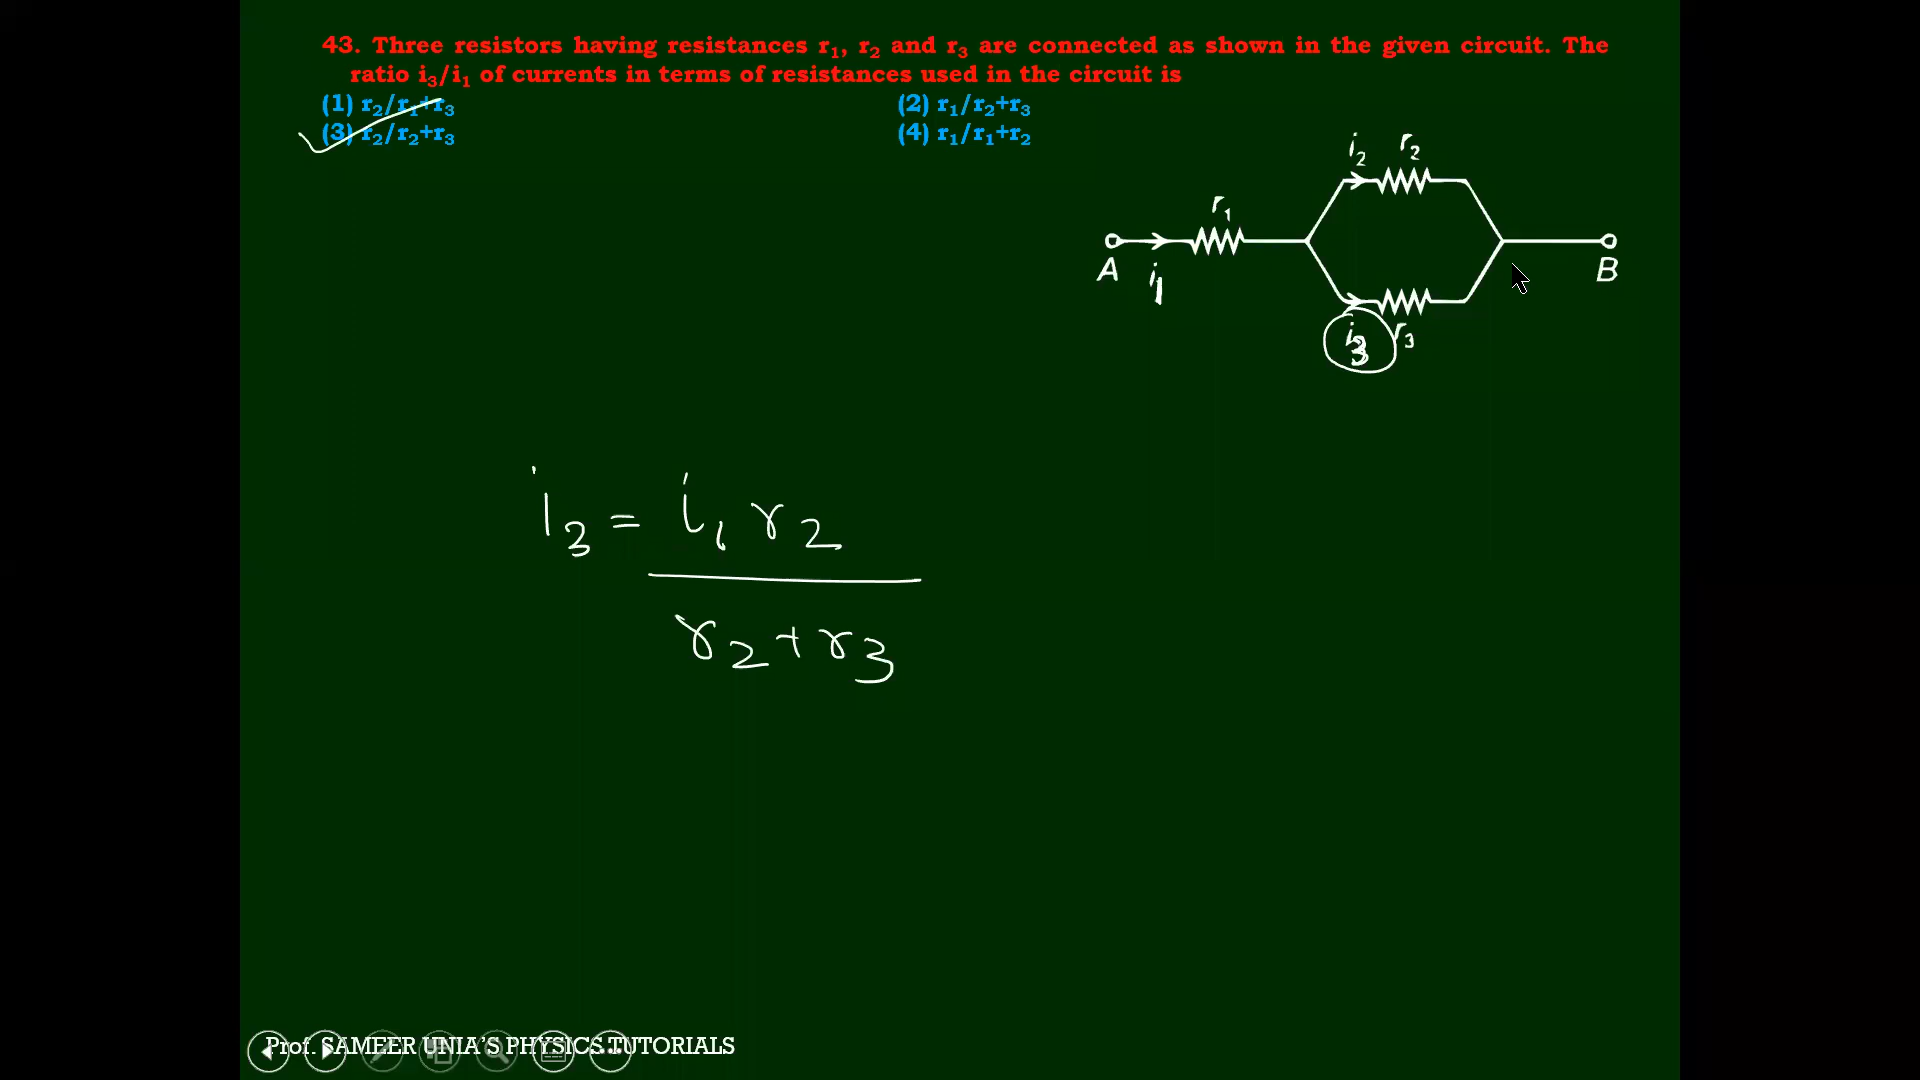 43. Three resistors having resistances r₁, r₂ and r₃ are connected as shown in the given circuit. The
ratio i₃/i₁ of currents in terms of resistances used in the circuit is
(1) r₂/r₁+r₃
(2) r₁/r₂+r₃
(3) r₂/r₂+r₃
(4) r₁/r₁+r₂
i₂ r₂
r₁
A i₁ B
i₃ r₃
i₃ = i₁ r₂
r₂+r₃
Prof. SAMEER UNIA'S PHYSICS TUTORIALS